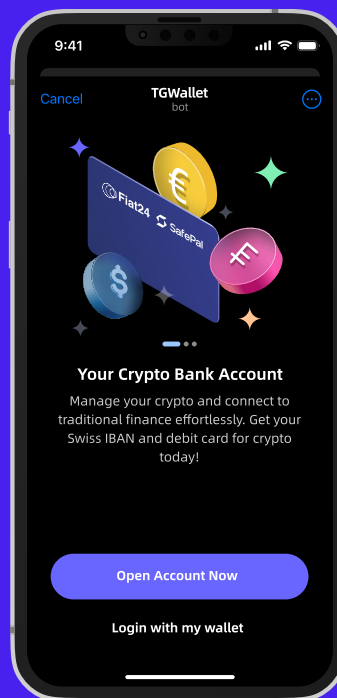 9:41
Cancel
TGWallet
bot
€
Fiat24 SafePal
£
$
Your Crypto Bank Account
Manage your crypto and connect to
traditional finance effortlessly. Get your
Swiss IBAN and debit card for crypto
today!
Open Account Now
Login with my wallet